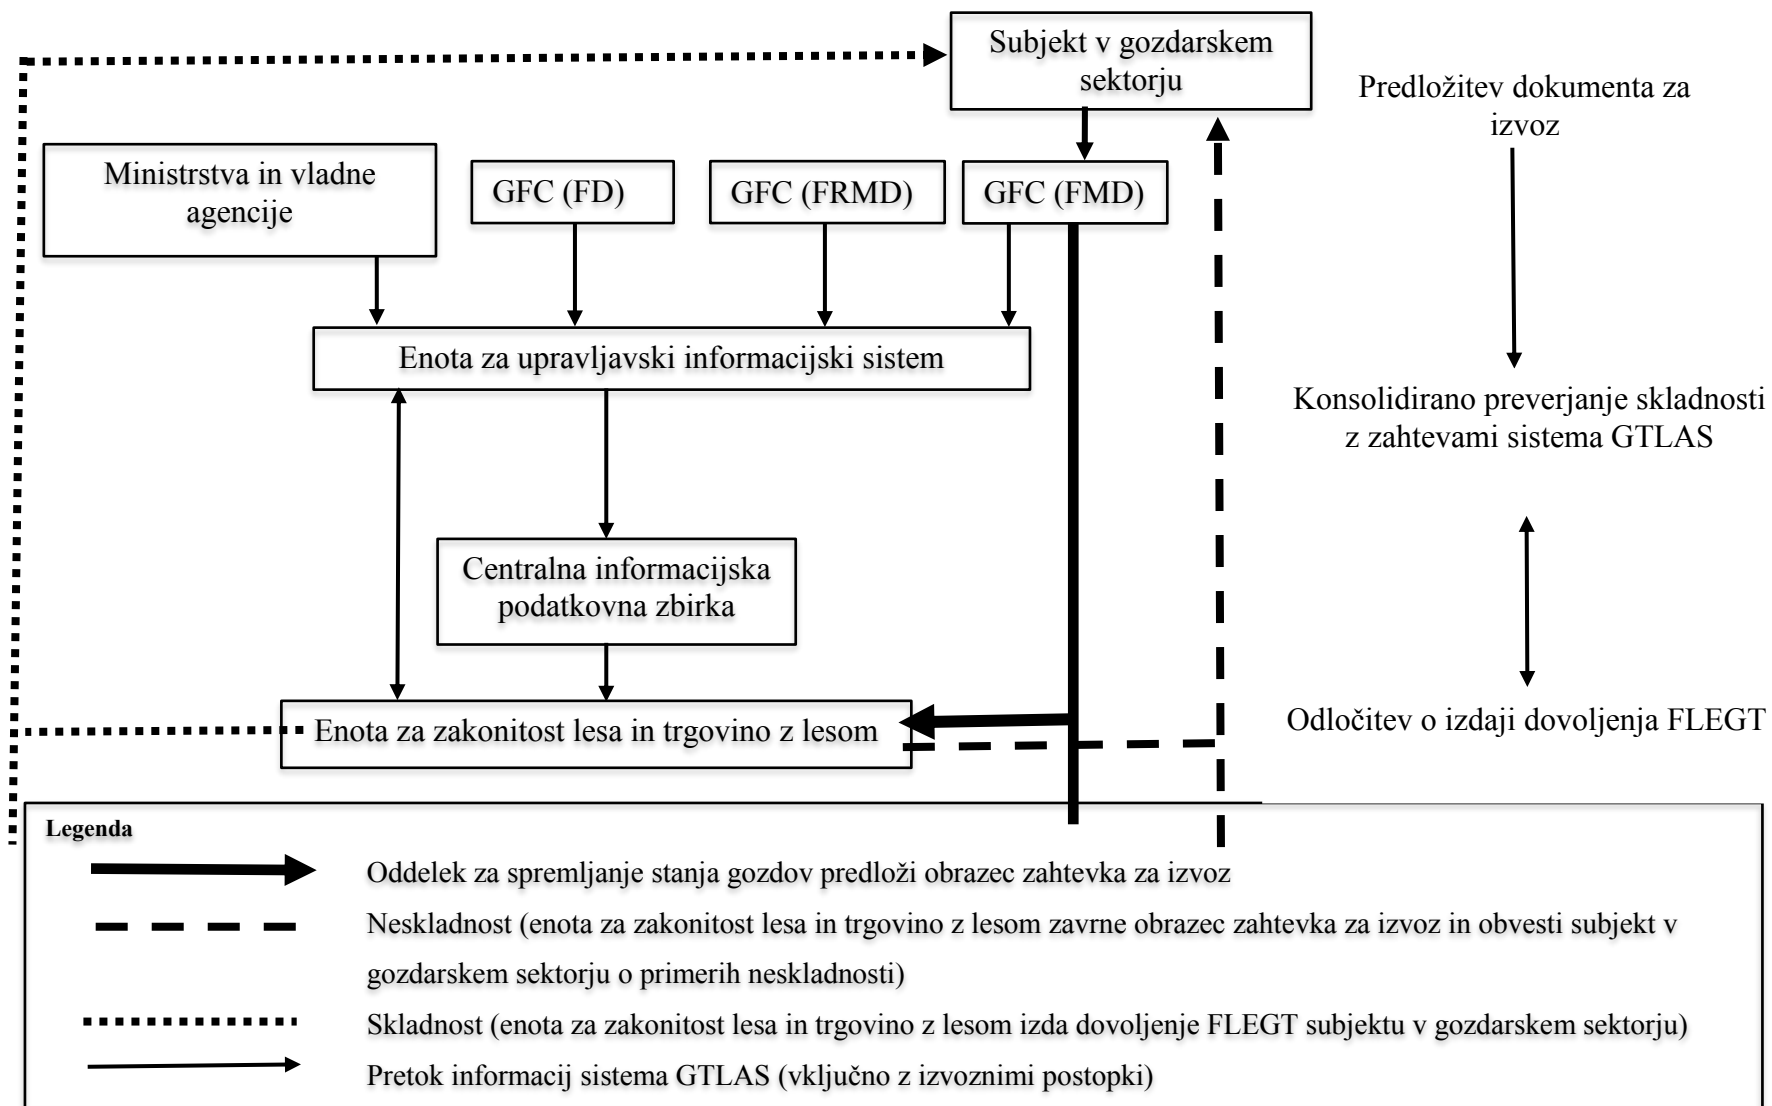 Subjekt v gozdarskem
sektorju
Predložitev dokumenta za
izvoz
Ministrstva in vladne
agencije
GFC (FD)
GFC (FRMD)
GFC (FMD)
Enota za upravljavski informacijski sistem
Konsolidirano preverjanje skladnosti
z zahtevami sistema GTLAS
Centralna informacijska
podatkovna zbirka
Enota za zakonitost lesa in trgovino z lesom
Odločitev o izdaji dovoljenja FLEGT
Legenda
Oddelek za spremljanje stanja gozdov predloži obrazec zahtevka za izvoz
Neskladnost (enota za zakonitost lesa in trgovino z lesom zavrne obrazec zahtevka za izvoz in obvesti subjekt v
gozdarskem sektorju o primerih neskladnosti)
Skladnost (enota za zakonitost lesa in trgovino z lesom izda dovoljenje FLEGT subjektu v gozdarskem sektorju)
Pretok informacij sistema GTLAS (vključno z izvoznimi postopki)